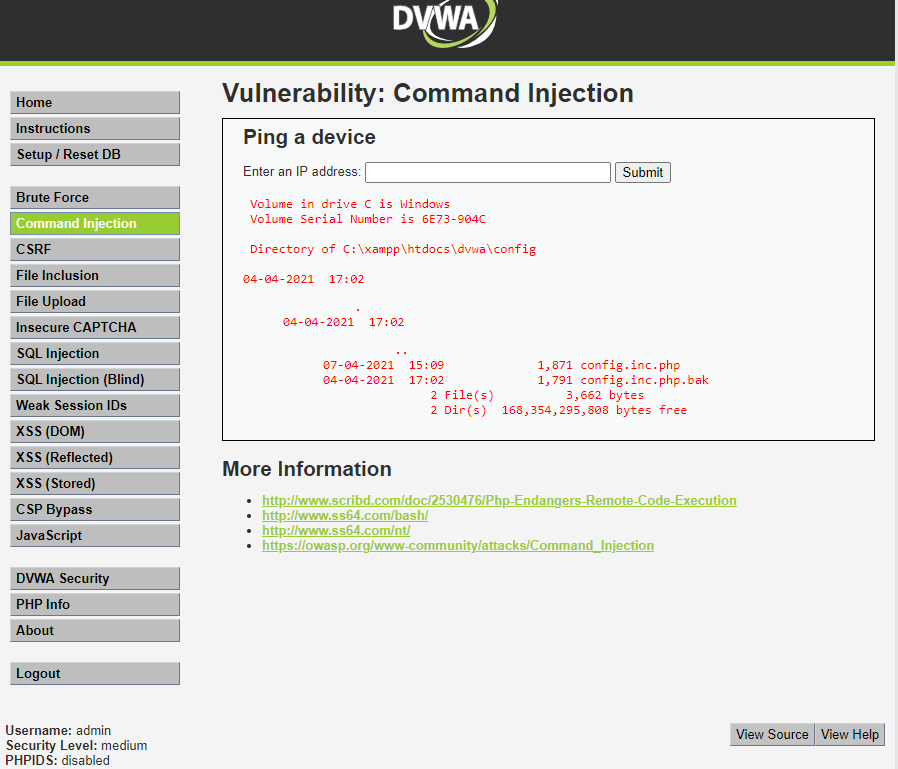 DVWA
Home
Instructions
Setup / Reset DB
Brute Force
Command Injection
CSRF
File Inclusion
File Upload
Insecure CAPTCHA
SQL Injection
SQL Injection (Blind)
Weak Session IDs
XSS (DOM)
XSS (Reflected)
XSS (Stored)
CSP Bypass
JavaScript
DVWA Security
PHP Info
About
Logout
Vulnerability: Command Injection
Ping a device
Enter an IP address: Submit
Volume in drive C is Windows
Volume Serial Number is 6E73-904C
Directory of C:\xampp\htdocs\dvwa\config
04-04-2021  17:02
.
04-04-2021  17:02
..
07-04-2021  15:09             1,871 config.inc.php
04-04-2021  17:02             1,791 config.inc.php.bak
2 File(s)          3,662 bytes
2 Dir(s)  168,354,295,808 bytes free
More Information
http://www.scribd.com/doc/2530476/Php-Endangers-Remote-Code-Execution
http://www.ss64.com/bash/
http://www.ss64.com/nt/
https://owasp.org/www-community/attacks/Command_Injection
Username: admin
Security Level: medium
PHPIDS: disabled
View Source View Help